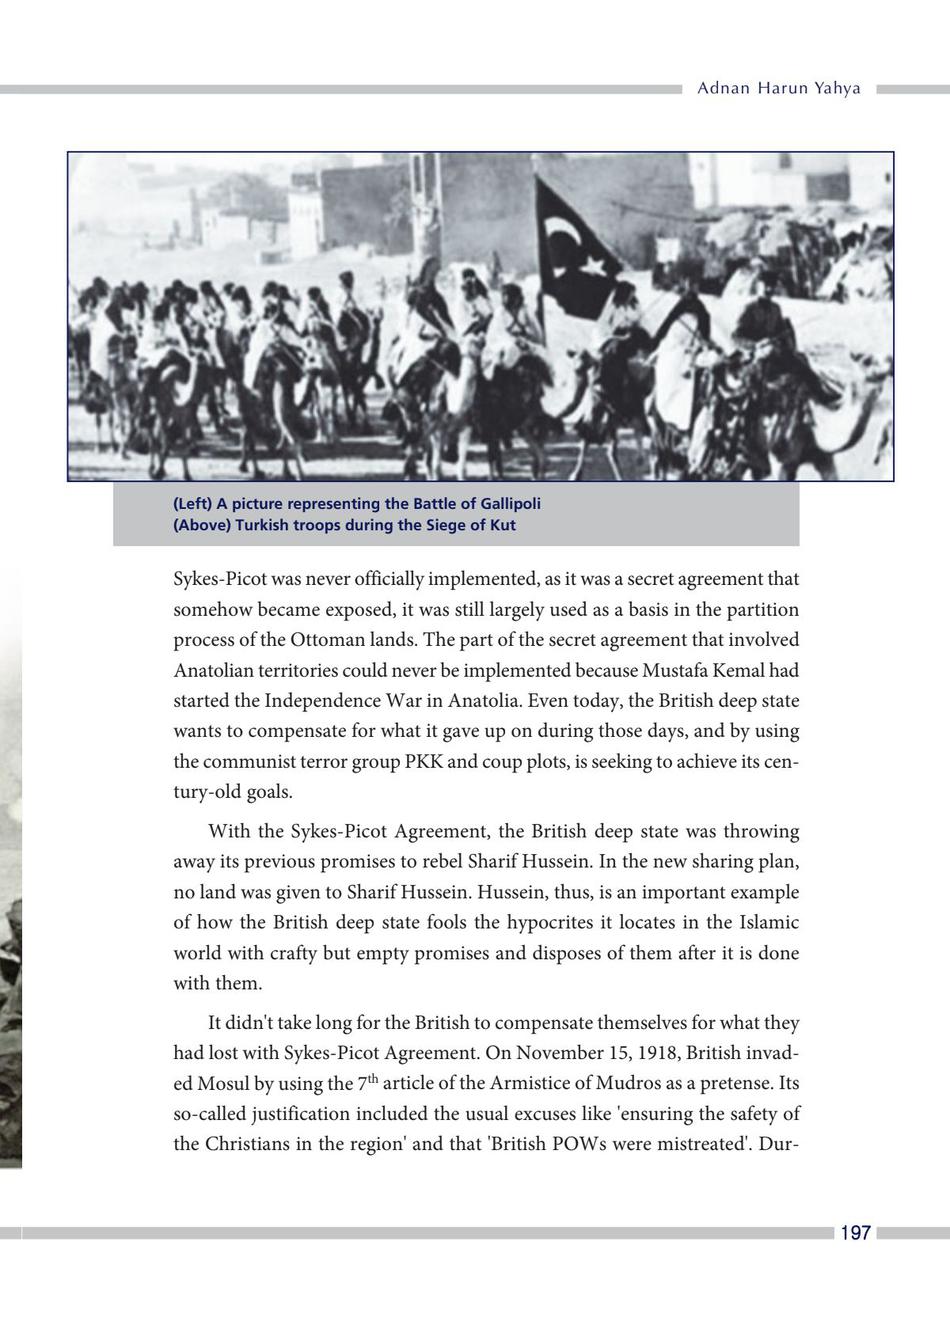 Adnan Harun Yahya
(Left) A picture representing the Battle of Gallipoli
(Above) Turkish troops during the Siege of Kut
Sykes-Picot was never officially implemented, as it was a secret agreement that
somehow became exposed, it was still largely used as a basis in the partition
process of the Ottoman lands. The part of the secret agreement that involved
Anatolian territories could never be implemented because Mustafa Kemal had
started the Independence War in Anatolia. Even today, the British deep state
wants to compensate for what it gave up on during those days, and by using
the communist terror group PKK and coup plots, is seeking to achieve its cen-
tury-old goals.
With the Sykes-Picot Agreement, the British deep state was throwing
away its previous promises to rebel Sharif Hussein. In the new sharing plan,
no land was given to Sharif Hussein. Hussein, thus, is an important example
of how the British deep state fools the hypocrites it locates in the Islamic
world with crafty but empty promises and disposes of them after it is done
with them.
It didn't take long for the British to compensate themselves for what they
had lost with Sykes-Picot Agreement. On November 15, 1918, British invad-
ed Mosul by using the 7th article of the Armistice of Mudros as a pretense. Its
so-called justification included the usual excuses like 'ensuring the safety of
the Christians in the region' and that 'British POWs were mistreated'. Dur-
197